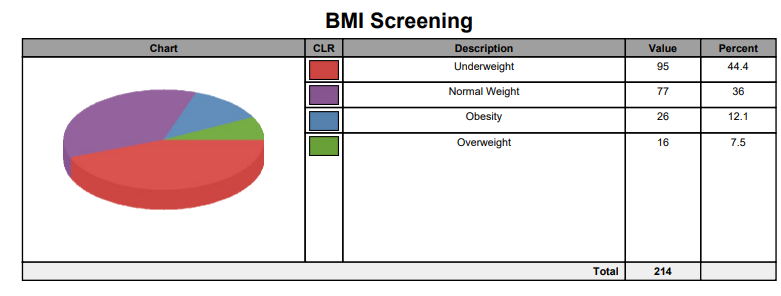 BMI Screening
Chart CLR Description Value Percent
Underweight 95 44.4
Normal Weight 77 36
Obesity 26 12.1
Overweight 16 7.5
Total 214